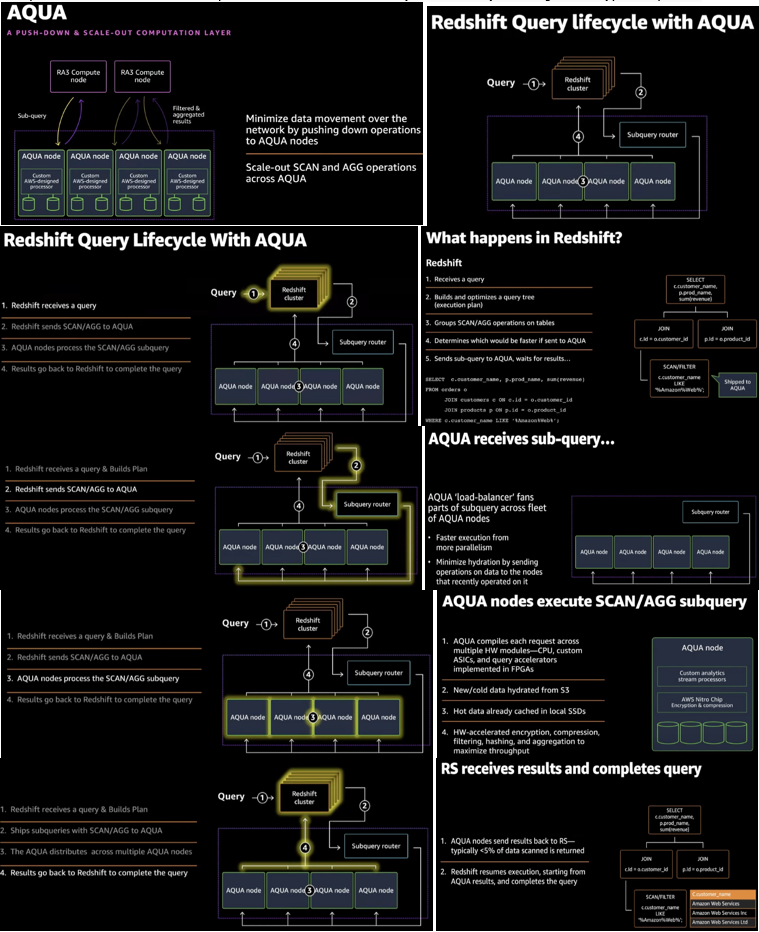 AQUA
A PUSH-DOWN & SCALE-OUT COMPUTATION LAYER
RA3 Compute
node
RA3 Compute
node
Sub-query
Filtered &
aggregated
results
AQUA node
AQUA node
AQUA node
AQUA node
Custom
AWS-designed
processor
Custom
AWS-designed
processor
Custom
AWS-designed
processor
Custom
AWS-designed
processor
Minimize data movement over the
network by pushing down operations
to AQUA nodes
Scale-out SCAN and AGG operations
across AQUA
Redshift Query lifecycle with AQUA
Query
1
Redshift
cluster
2
4
Subquery router
AQUA node
AQUA node
3
AQUA node
AQUA node
Redshift Query Lifecycle With AQUA
1. Redshift receives a query
2. Redshift sends SCAN/AGG to AQUA
3. AQUA nodes process the SCAN/AGG subquery
4. Results go back to Redshift to complete the query
Query
1
Redshift
cluster
2
4
Subquery router
AQUA node
AQUA node
3
AQUA node
AQUA node
What happens in Redshift?
Redshift
1. Receives a query
2. Builds and optimizes a query tree
(execution plan)
3. Groups SCAN/AGG operations on tables
4. Determines which would be faster if sent to AQUA
5. Sends sub-query to AQUA, wait for results...
SELECT c.customer_name, p.prod_name, sum(revenue)
FROM orders o
JOIN customers c ON c.id = o.customer_id
JOIN products p ON p.id = o.product_id
WHERE c.customer_name LIKE '%Amazon%Web%';
SELECT
c.customer_name,
p.prod_name,
sum(revenue)
JOIN
c.id = o.customer_id
JOIN
p.id = o.product_id
SCAN/FILTER
c.customer_name
LIKE
'%Amazon%Web%';
Shipped to
AQUA
1. Redshift receives a query & Builds Plan
2. Redshift sends SCAN/AGG to AQUA
3. AQUA nodes process the SCAN/AGG subquery
4. Results go back to Redshift to complete the query
Query
1
Redshift
cluster
2
4
Subquery router
AQUA node
AQUA node
3
AQUA node
AQUA node
AQUA receives sub-query...
AQUA 'load-balancer' fans
parts of subquery across fleet
of AQUA nodes
• Faster execution from
more parallelism
• Minimize hydration by sending
operations on data to the nodes
that recently operated on it
Subquery router
AQUA node
AQUA node
AQUA node
AQUA node
1. Redshift receives a query & Builds Plan
2. Redshift sends SCAN/AGG to AQUA
3. AQUA nodes process the SCAN/AGG subquery
4. Results go back to Redshift to complete the query
Query
1
Redshift
cluster
2
4
Subquery router
AQUA node
AQUA node
3
AQUA node
AQUA node
AQUA nodes execute SCAN/AGG subquery
1. AQUA compiles each request across
multiple HW modules—CPU, custom
ASICs, and query accelerators
implemented in FPGAs
2. New/cold data hydrated from S3
3. Hot data already cached in local SSDs
4. HW-accelerated encryption, compression,
filtering, hashing, and aggregation to
maximize throughput
AQUA node
Custom analytics
stream processors
AWS Nitro Chip
Encryption & compression
1. Redshift receives a query & Builds Plan
2. Ships subqueries with SCAN/AGG to AQUA
3. The AQUA distributes across multiple AQUA nodes
4. Results go back to Redshift to complete the query
Query
1
Redshift
cluster
2
4
Subquery router
AQUA node
AQUA node
3
AQUA node
AQUA node
RS receives results and completes query
1. AQUA nodes send results back to RS—
typically <5% of data scanned is returned
2. Redshift resumes execution, starting from
AQUA results, and completes the query
SELECT
c.customer_name,
p.prod_name,
sum(revenue)
JOIN
c.id = o.customer_id
JOIN
p.id = o.product_id
SCAN/FILTER
c.customer_name
LIKE
'%Amazon%Web%';
C.customer_name
Amazon Web Services
Amazon Web Services Inc
Amazon Web Services Ltd